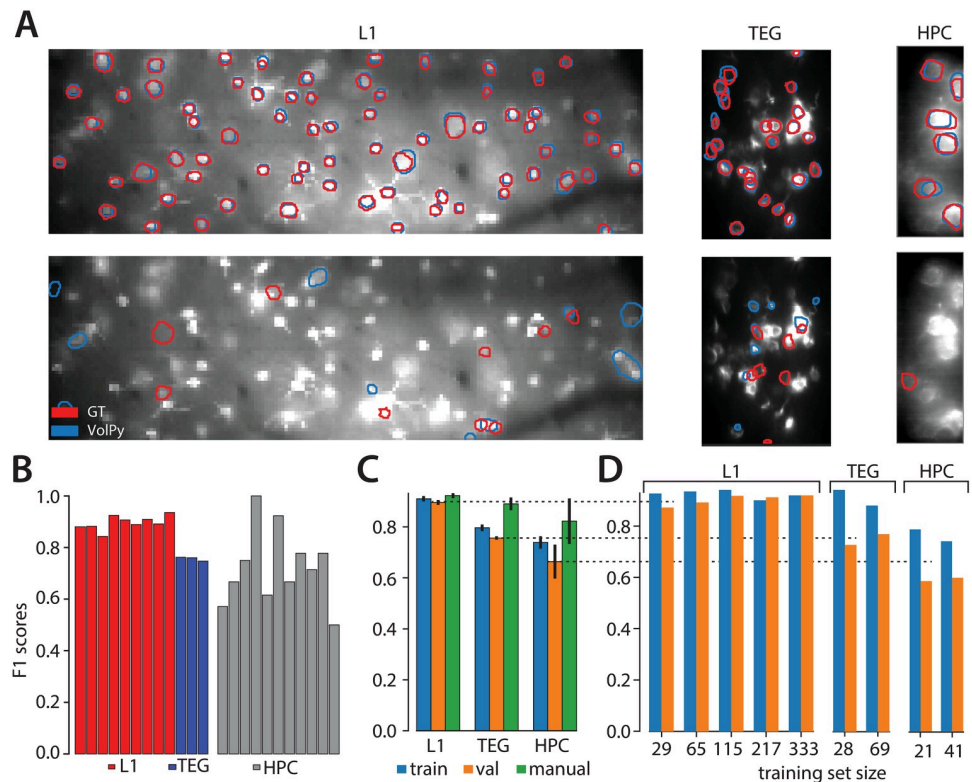 A
L1
TEG
HPC
GT
VolPy
B
F1 scores
1.0
0.8
0.6
0.4
0.2
0.0
L1
TEG
HPC
C
0.8
0.6
0.4
0.2
0.0
L1
TEG
HPC
train
val
manual
D
L1
TEG
HPC
0.8
0.6
0.4
0.2
0.0
29
65
115
217
333
28
69
21
41
training set size